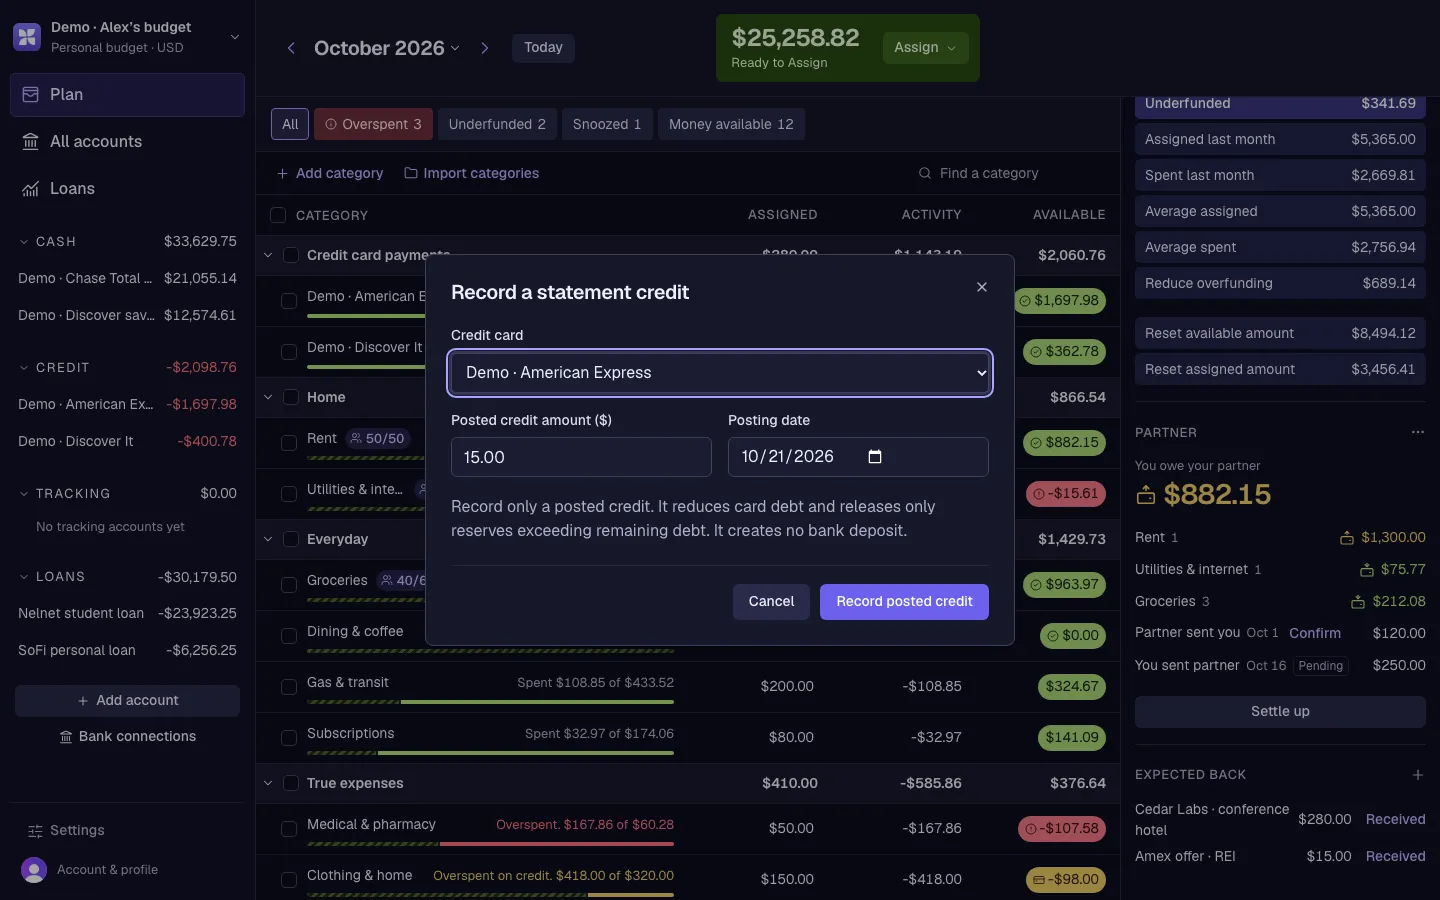 Demo · Alex's budget
Personal budget · USD
Plan
All accounts
Loans
CASH $33,629.75
Demo · Chase Total ... $21,055.14
Demo · Discover sav... $12,574.61
CREDIT -$2,098.76
Demo · American Ex... -$1,697.98
Demo · Discover It -$400.78
TRACKING $0.00
No tracking accounts yet
LOANS -$30,179.50
Nelnet student loan -$23,923.25
SoFi personal loan -$6,256.25
+ Add account
Bank connections
Settings
Account & profile
October 2026
Today
$25,258.82
Ready to Assign
Assign
All
Overspent 3
Underfunded 2
Snoozed 1
Money available 12
+ Add category
Import categories
Find a category
CATEGORY ASSIGNED ACTIVITY AVAILABLE
Credit card payments $2,060.76
Demo · American E $1,697.98
Demo · Discover It $362.78
Home $866.54
Rent 50/50 $882.15
Utilities & inte... -$15.61
Everyday $1,429.73
Groceries 40/6 $963.97
Dining & coffee $0.00
Gas & transit Spent $108.85 of $433.52 $200.00 -$108.85 $324.67
Subscriptions Spent $32.97 of $174.06 $80.00 -$32.97 $141.09
True expenses $410.00 -$585.86 $376.64
Medical & pharmacy Overspent. $167.86 of $60.28 $50.00 -$167.86 -$107.58
Clothing & home Overspent on credit. $418.00 of $320.00 $150.00 -$418.00 -$98.00
Record a statement credit
Credit card
Demo · American Express
Posted credit amount ($) Posting date
15.00 10/21/2026
Record only a posted credit. It reduces card debt and releases only
reserves exceeding remaining debt. It creates no bank deposit.
Cancel
Record posted credit
Underfunded $341.69
Assigned last month $5,365.00
Spent last month $2,669.81
Average assigned $5,365.00
Average spent $2,756.94
Reduce overfunding $689.14
Reset available amount $8,494.12
Reset assigned amount $3,456.41
PARTNER
You owe your partner
$882.15
Rent 1 $1,300.00
Utilities & internet 1 $75.77
Groceries 3 $212.08
Partner sent you Oct 1 Confirm $120.00
You sent partner Oct 16 Pending $250.00
Settle up
EXPECTED BACK
Cedar Labs · conference
hotel $280.00 Received
Amex offer · REI $15.00 Received